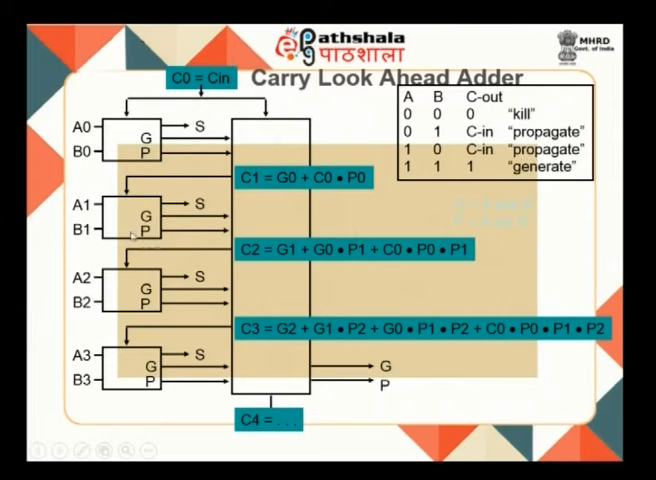 ePathshala
पाठशाला
MHRD
Govt. of India
Carry Look Ahead Adder
C0 = Cin
A B C-out
0 0 0 "kill"
0 1 C-in "propagate"
1 0 C-in "propagate"
1 1 1 "generate"
A0
S
G
B0
P
C1 = G0 + C0 • P0
A1
S
G
B1
P
C2 = G1 + G0 • P1 + C0 • P0 • P1
A2
S
G
B2
P
C3 = G2 + G1 • P2 + G0 • P1 • P2 + C0 • P0 • P1 • P2
A3
S
G
G
B3
P
P
C4 = . . .